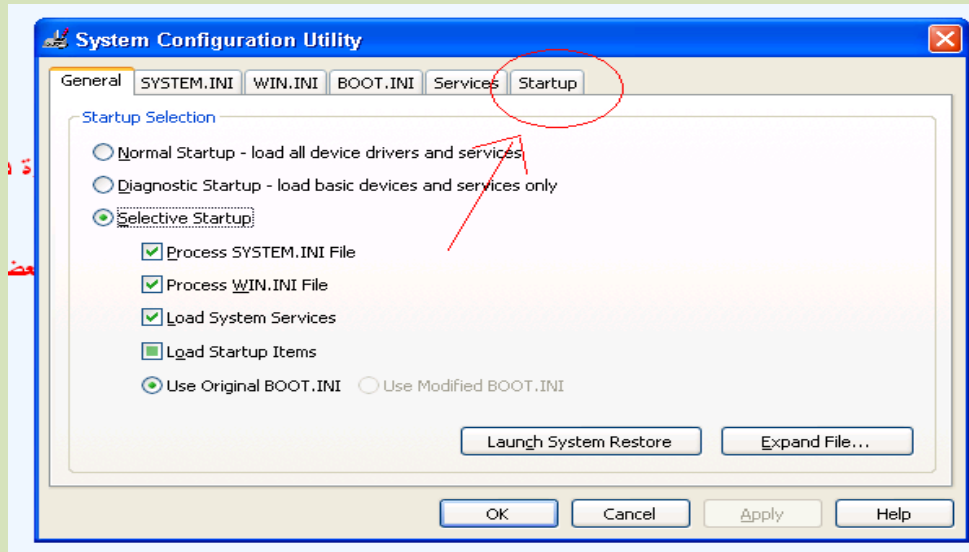 System Configuration Utility
General SYSTEM.INI WIN.INI BOOT.INI Services Startup
Startup Selection
Normal Startup - load all device drivers and services
Diagnostic Startup - load basic devices and services only
Selective Startup
Process SYSTEM.INI File
Process WIN.INI File
Load System Services
Load Startup Items
Use Original BOOT.INI Use Modified BOOT.INI
Launch System Restore Expand File...
OK Cancel Apply Help